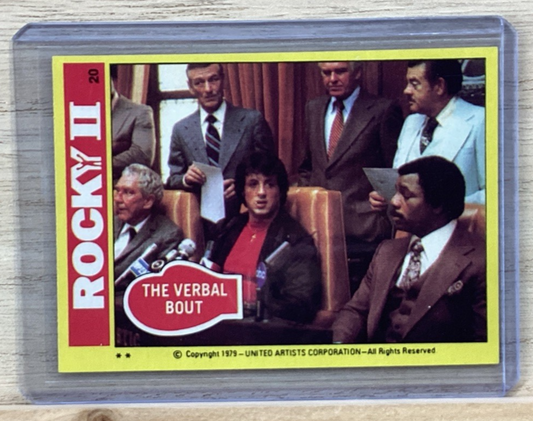 20
ROCKY II
THE VERBAL
BOUT
** © Copyright 1979 – UNITED ARTISTS CORPORATION – All Rights Reserved